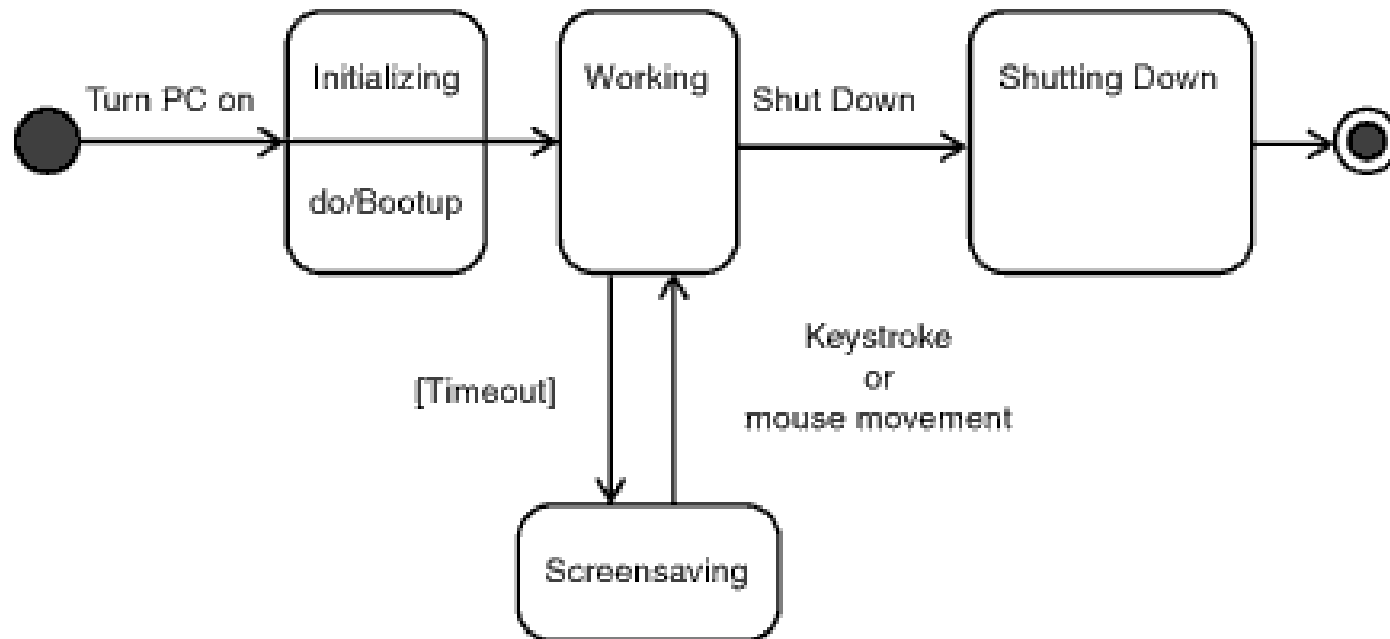 Turn PC on
Initializing
do/Bootup
Working
Shut Down
Shutting Down
[Timeout]
Keystroke
or
mouse movement
Screensaving